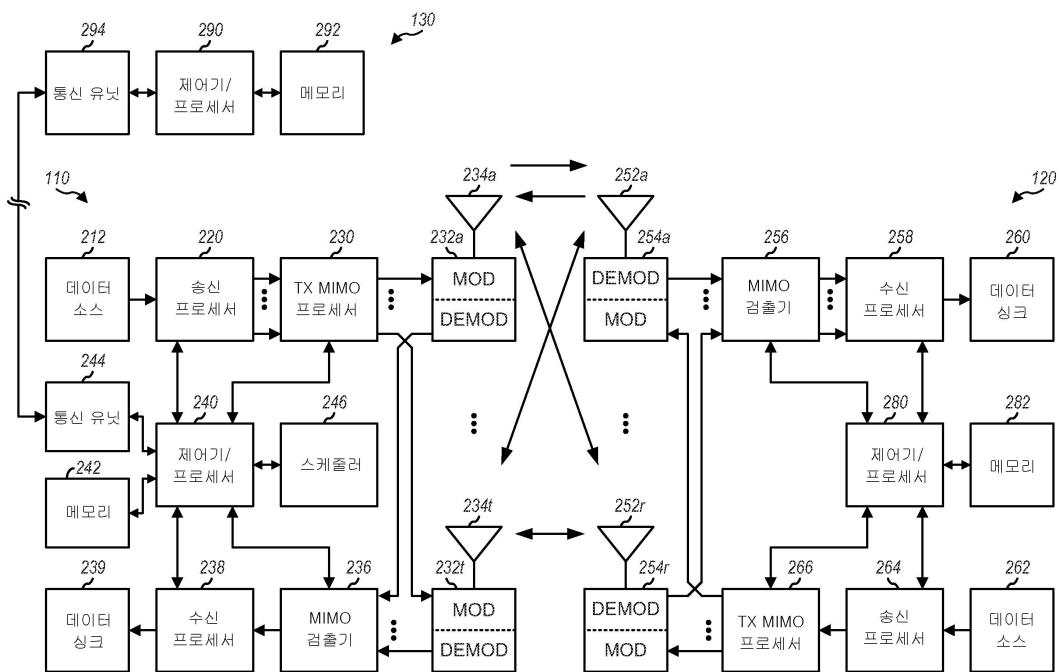 294
290
292
130
통신 유닛
제어기/
프로세서
메모리
110
234a
252a
120
212
220
230
232a
254a
256
258
260
데이터
소스
송신
프로세서
TX MIMO
프로세서
MOD
DEMOD
DEMOD
MOD
MIMO
검출기
수신
프로세서
데이터
싱크
244
통신 유닛
240
246
280
282
제어기/
프로세서
스케줄러
제어기/
프로세서
메모리
242
메모리
234t
252r
239
238
236
232t
254r
266
264
262
데이터
싱크
수신
프로세서
MIMO
검출기
MOD
DEMOD
DEMOD
MOD
TX MIMO
프로세서
송신
프로세서
데이터
소스